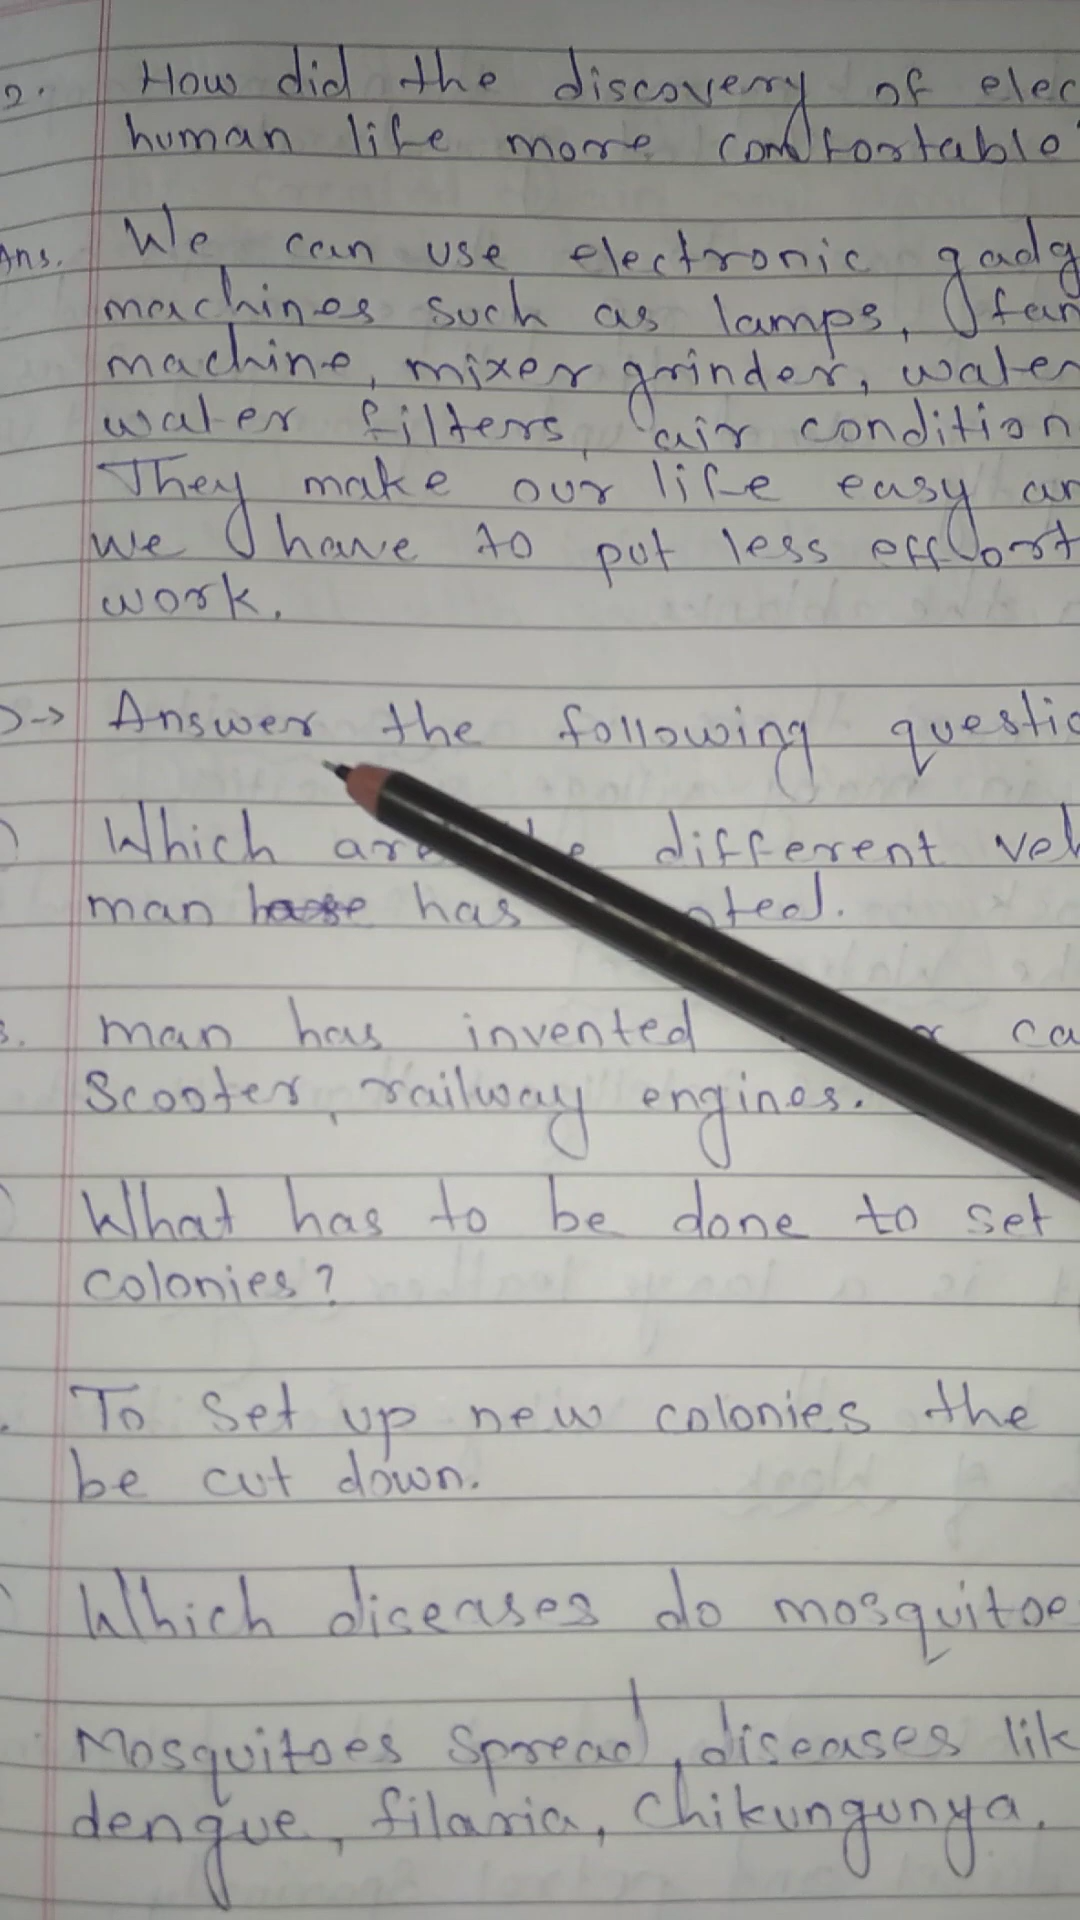 2. How did the discovery of elec
human life more comfortable
Ans. We can use electronic gadg
machines such as lamps, fan
machine, mixer grinder, water
water filters, air condition
They make our life easy an
we have to put less effort
work.
Answer the following questio
Which are the different veh
man has
man has invented ca
Scooter, railway engines.
What has to be done to set
colonies?
To set up new colonies the
be cut down.
Which diseases do mosquitoe
Mosquitoes spread, diseases lik
dengue, filaria, Chikungunya.